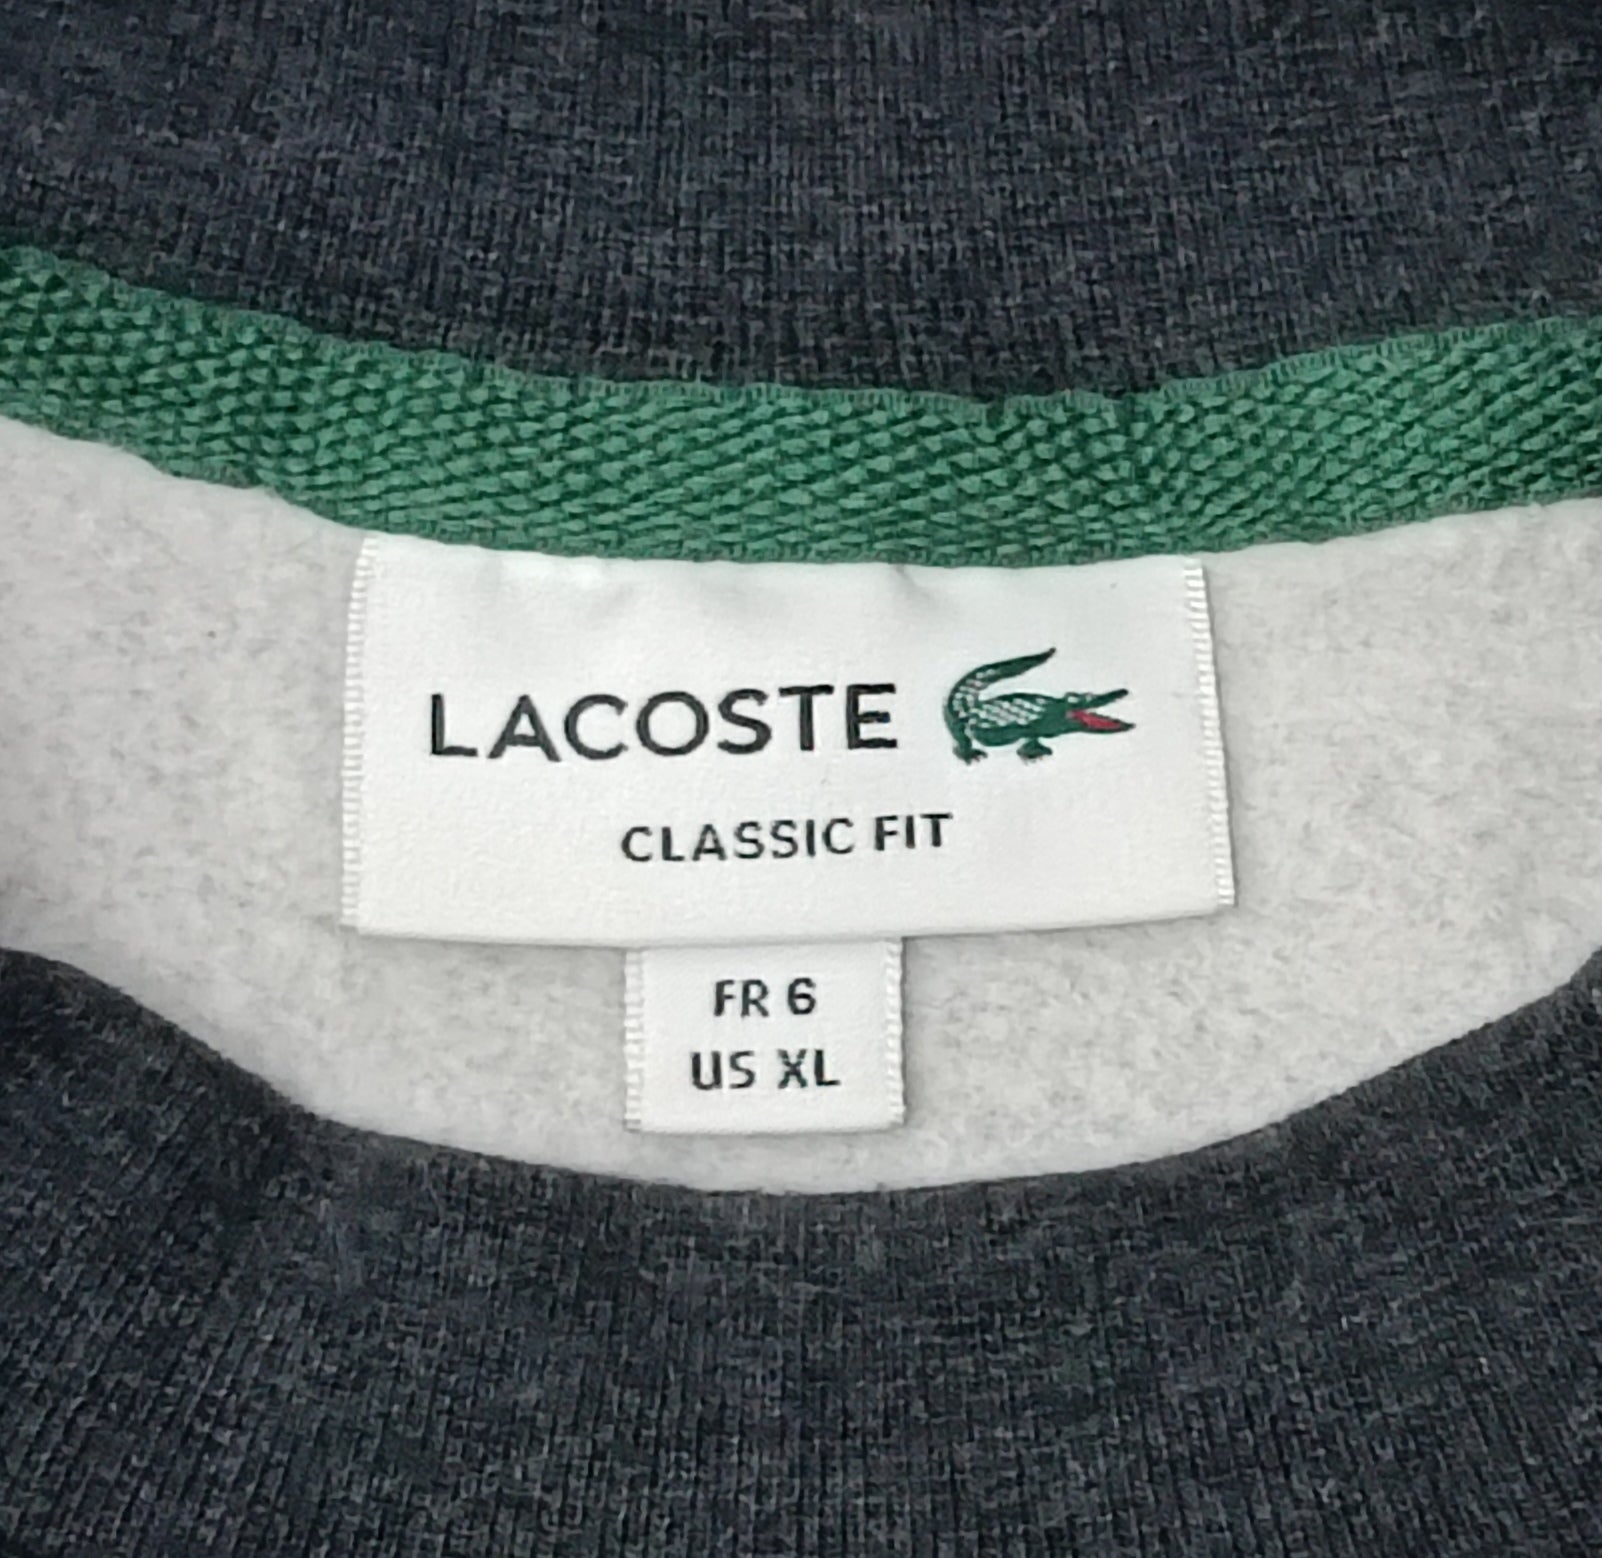 LACOSTE
CLASSIC FIT
FR 6
US XL